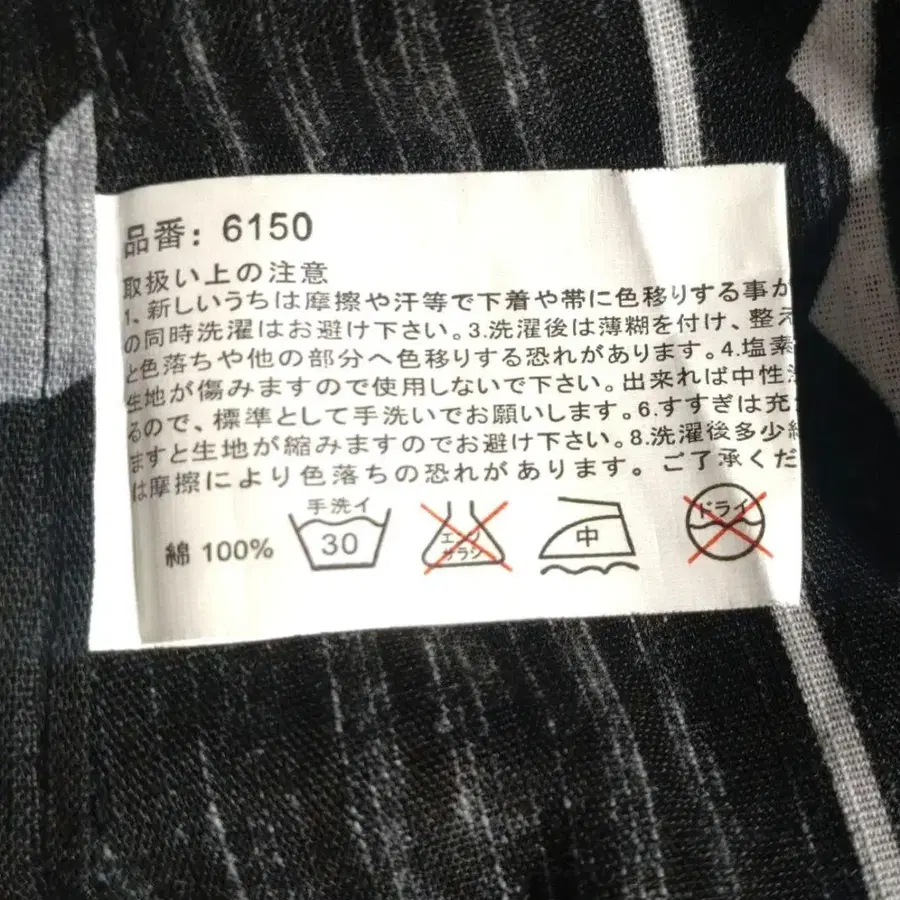 品番: 6150
取扱い上の注意
1、新しいうちは摩擦や汗等で下着や帯に色移りする事が
の同時洗濯はお避け下さい。3.洗濯後は薄糊を付け、整え
と色落ちや他の部分へ色移りする恐れがあります。4.塩素
生地が傷みますので使用しないで下さい。出来れば中性
るので、標準として手洗いでお願いします。6.すすぎは充
ますと生地が縮みますのでお避け下さい。8.洗濯後多少
は摩擦により色落ちの恐れがあります。ご了承くだ
綿 100%
手洗イ
30
エンソ
サラシ
中
ドライ